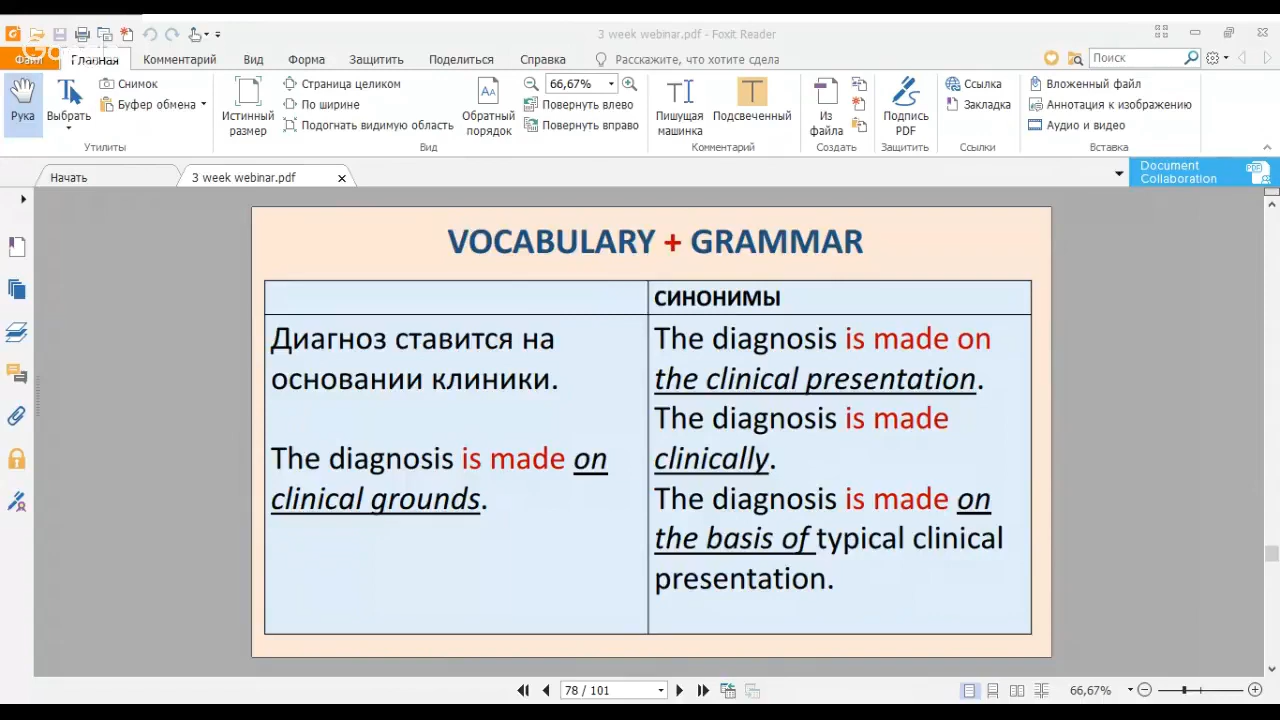 3 week webinar.pdf - Foxit Reader
Файл Главная Комментарий Вид Форма Защитить Поделиться Справка Расскажите, что хотите сделать Поиск
Рука
Выбрать
Снимок
Буфер обмена
Утилиты
Истинный размер
Страница целиком
По ширине
Подогнать видимую область
Обратный порядок
66,67%
Повернуть влево
Повернуть вправо
Вид
Пишущая машинка
Подсвеченный
Комментарий
Из файла
Создать
Подпись PDF
Защитить
Ссылка
Закладка
Ссылки
Вложенный файл
Аннотация к изображению
Аудио и видео
Вставка
Начать
3 week webinar.pdf
Document
Collaboration
VOCABULARY + GRAMMAR
синонимы
Диагноз ставится на
основании клиники.
The diagnosis is made on
clinical grounds.
The diagnosis is made on
the clinical presentation.
The diagnosis is made
clinically.
The diagnosis is made on
the basis of typical clinical
presentation.
78 / 101
66,67%